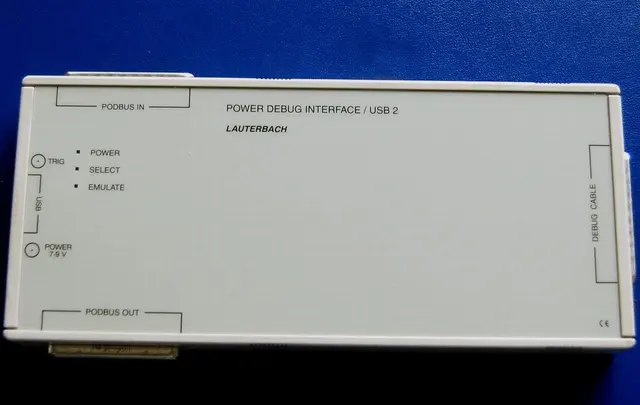 PODBUS IN
POWER DEBUG INTERFACE / USB 2
LAUTERBACH
POWER
TRIG
SELECT
EMULATE
USB
DEBUG CABLE
POWER
7-9 V
PODBUS OUT
CE